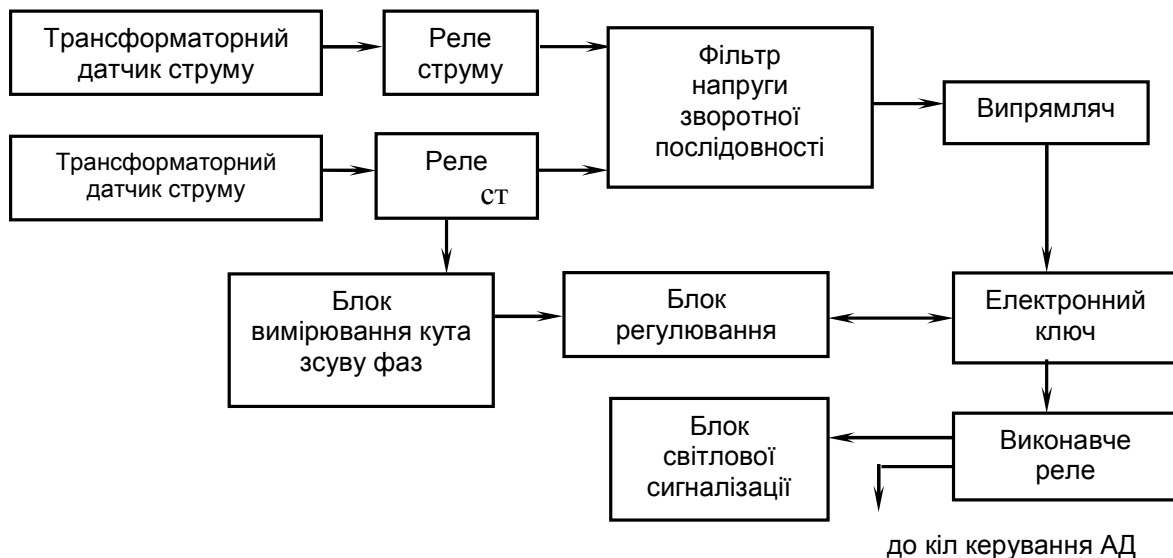 Трансформаторний
датчик струму
Реле
струму
Фільтр
напруги
зворотної
послідовності
Випрямляч
Трансформаторний
датчик струму
Реле
ст
Блок
вимірювання кута
зсуву фаз
Блок
регулювання
Електронний
ключ
Блок
світлової
сигналізації
Виконавче
реле
до кіл керування АД